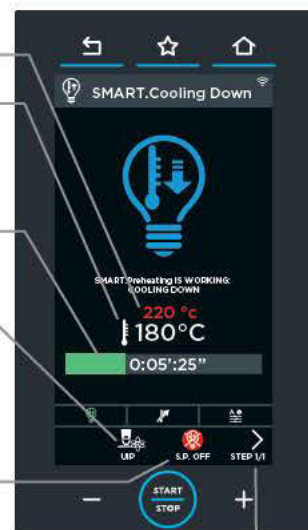 SMART.Cooling Down
SMART.Preheating IS WORKING:
COOLING DOWN
220 °c
180°C
0:05':25"
UIP
S.P. OFF
STEP 1/1
−
START
STOP
+